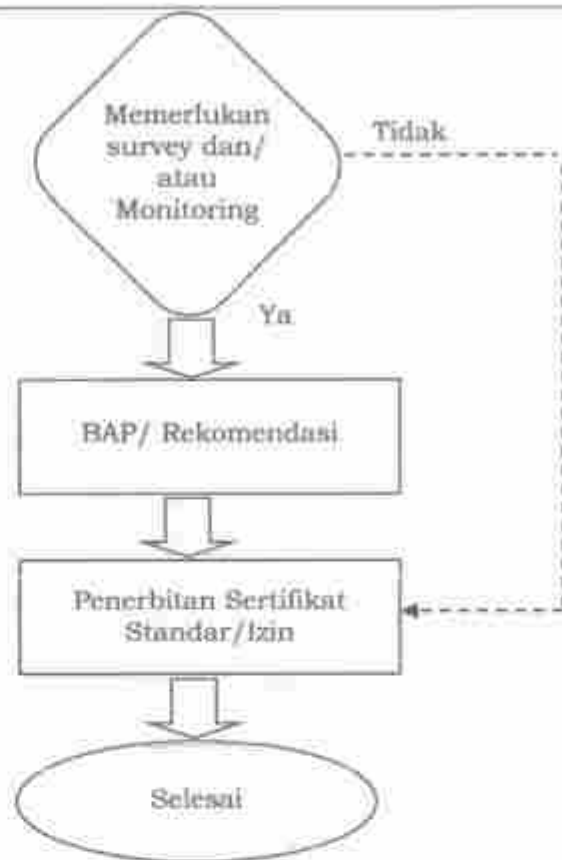 Memerlukan
survey dan/
atau
Monitoring
Tidak
Ya
BAP/ Rekomendasi
Penerbitan Sertifikat
Standar/Izin
Selesai